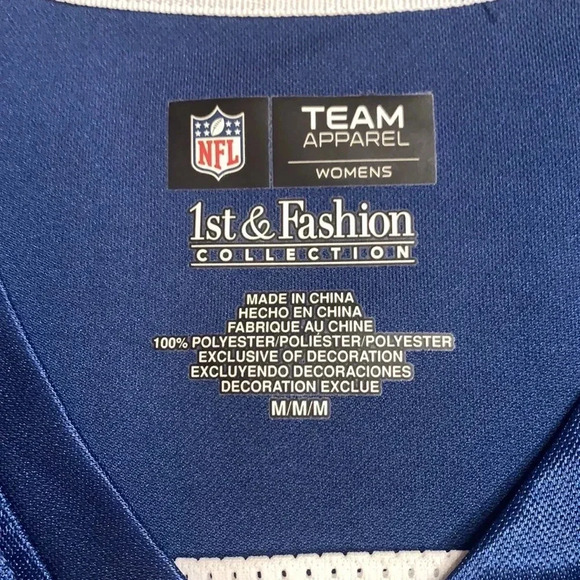 NFL
TEAM
APPAREL
WOMENS
1st & Fashion
COLLECTION
MADE IN CHINA
HECHO EN CHINA
FABRIQUE AU CHINE
100% POLYESTER/POLIÉSTER/POLYESTER
EXCLUSIVE OF DECORATION
EXCLUYENDO DECORACIONES
DECORATION EXCLUE
M/M/M